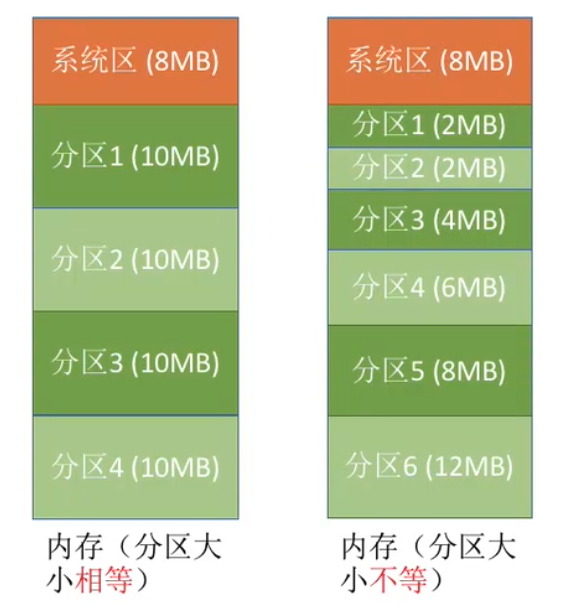 系统区 (8MB)
分区1 (10MB)
分区2 (10MB)
分区3 (10MB)
分区4 (10MB)
内存（分区大
小相等）
系统区 (8MB)
分区1 (2MB)
分区2 (2MB)
分区3 (4MB)
分区4 (6MB)
分区5 (8MB)
分区6 (12MB)
内存（分区大
小不等）